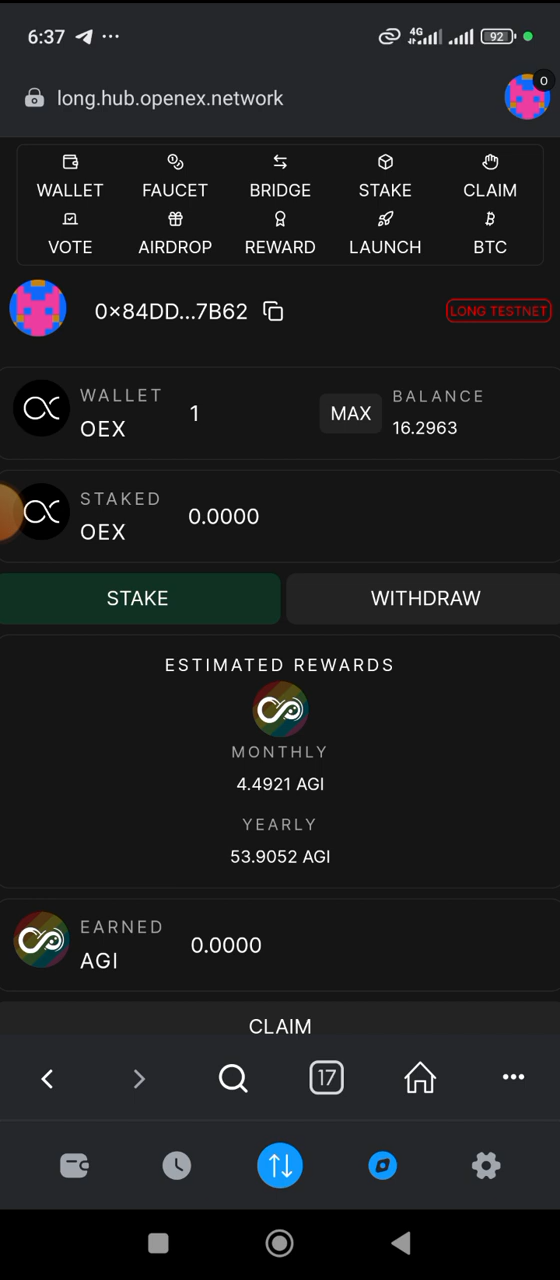 6:37 ... 4G 92
long.hub.openex.network 0
WALLET FAUCET BRIDGE STAKE CLAIM
VOTE AIRDROP REWARD LAUNCH BTC
0×84DD...7B62 LONG TESTNET
WALLET BALANCE
OEX 1 MAX 16.2963
STAKED
OEX 0.0000
STAKE WITHDRAW
ESTIMATED REWARDS
MONTHLY
4.4921 AGI
YEARLY
53.9052 AGI
EARNED
AGI 0.0000
CLAIM
17